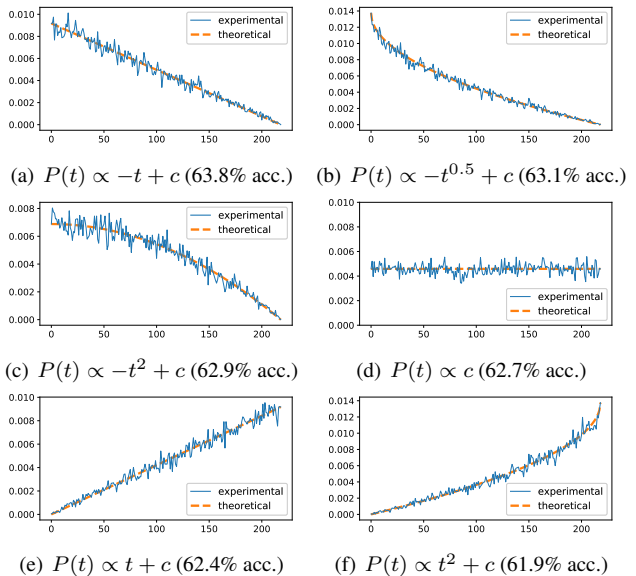 0.010
0.008
0.006
0.004
0.002
0.000
0 50 100 150 200
experimental
theoretical
(a) P(t) ∝ −t + c (63.8% acc.)
0.014
0.012
0.010
0.008
0.006
0.004
0.002
0.000
0 50 100 150 200
experimental
theoretical
(b) P(t) ∝ −t^0.5 + c (63.1% acc.)
0.008
0.006
0.004
0.002
0.000
0 50 100 150 200
experimental
theoretical
(c) P(t) ∝ −t² + c (62.9% acc.)
0.010
0.008
0.006
0.004
0.002
0.000
0 50 100 150 200
experimental
theoretical
(d) P(t) ∝ c (62.7% acc.)
0.010
0.008
0.006
0.004
0.002
0.000
0 50 100 150 200
experimental
theoretical
(e) P(t) ∝ t + c (62.4% acc.)
0.014
0.012
0.010
0.008
0.006
0.004
0.002
0.000
0 50 100 150 200
experimental
theoretical
(f) P(t) ∝ t² + c (61.9% acc.)